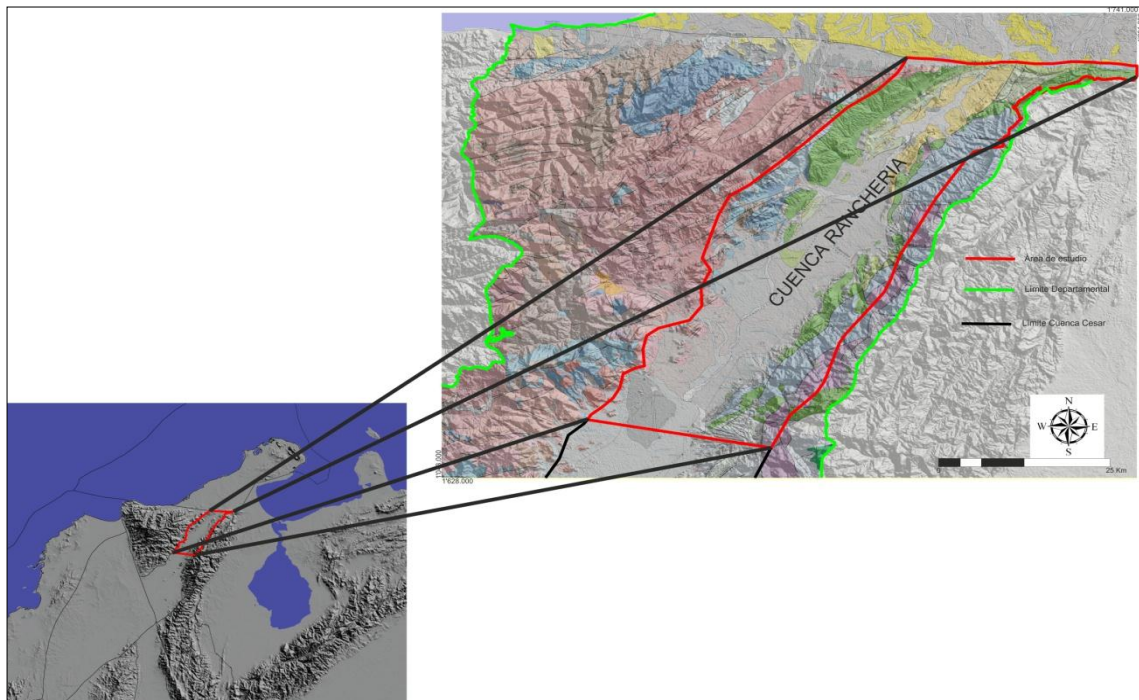 1'741.000
CUENCA RANCHERIA
Área de estudio
Límite Departamental
Límite Cuenca Cesar
N
W E
S
25 Km
1'628.000